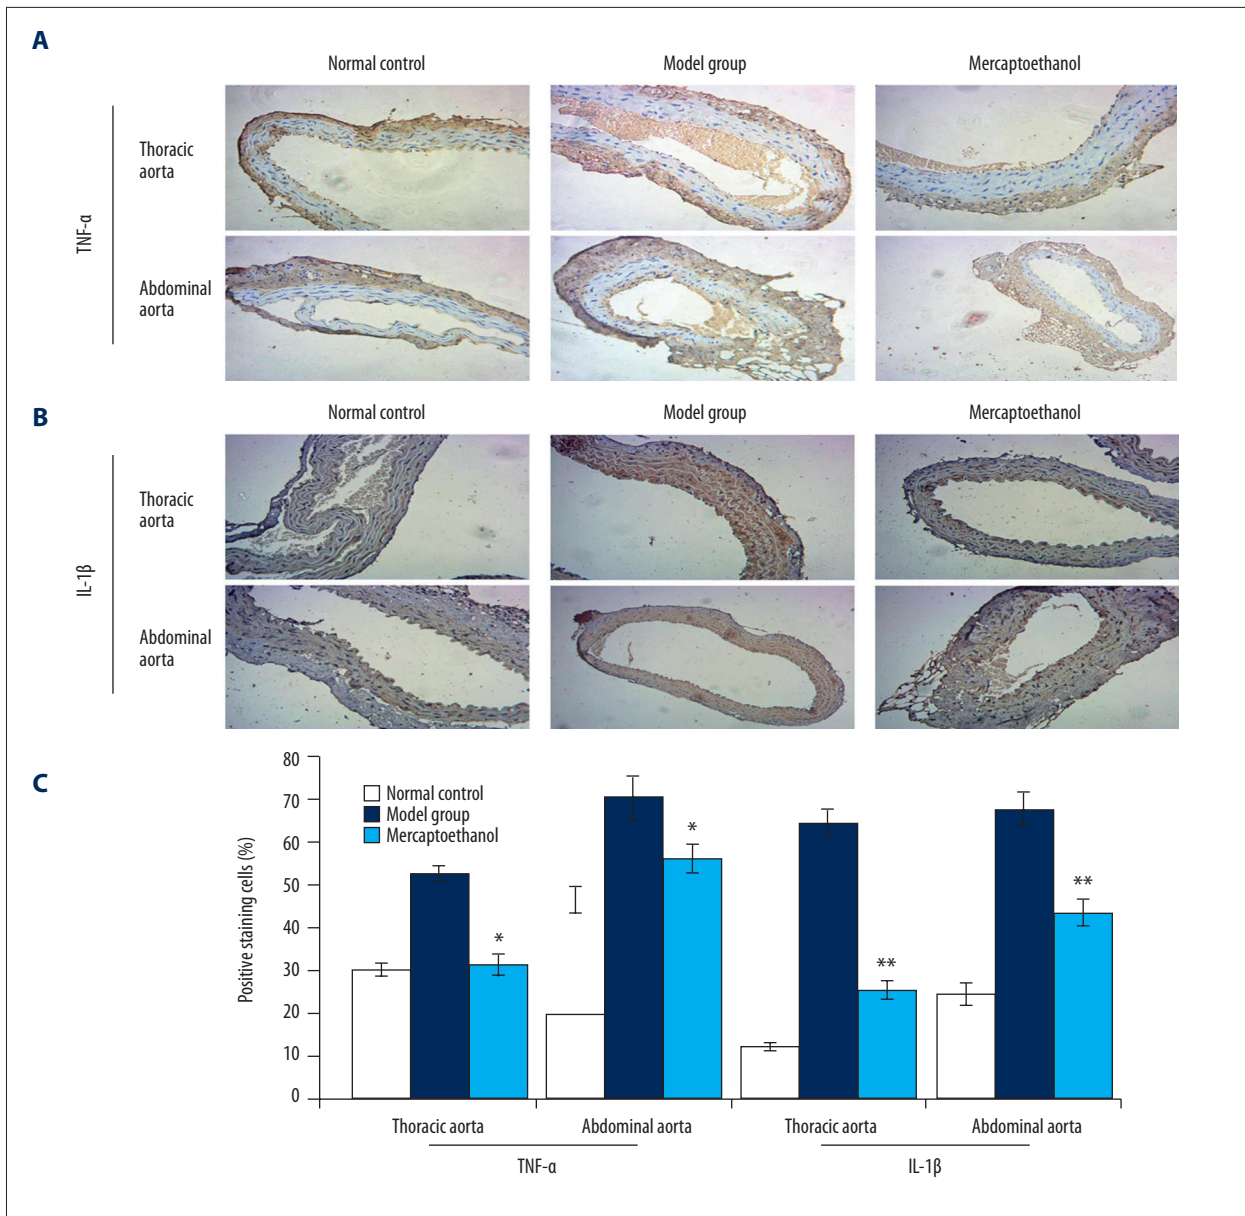 A
Normal control Model group Mercaptoethanol
TNF-α
Thoracic
aorta
Abdominal
aorta
B
Normal control Model group Mercaptoethanol
IL-1β
Thoracic
aorta
Abdominal
aorta
C
Positive staining cells (%)
80
70
60
50
40
30
20
10
0
Normal control
Model group
Mercaptoethanol
*
*
**
**
Thoracic aorta Abdominal aorta Thoracic aorta Abdominal aorta
TNF-α IL-1β